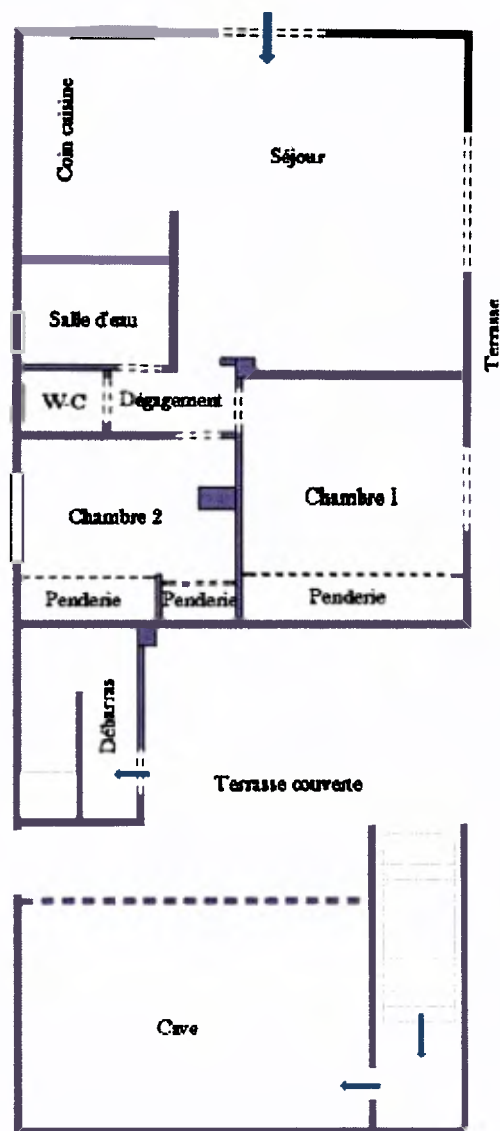 Coin cuisine
Séjour
Salle d'eau
Terrasse
W-C
Dégagement
Chambre 1
Chambre 2
Penderie
Penderie
Penderie
Débarras
Terrasse couverte
Cave